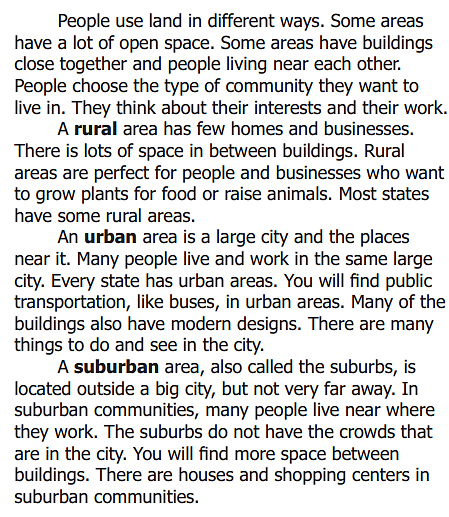 People use land in different ways. Some areas
have a lot of open space. Some areas have buildings
close together and people living near each other.
People choose the type of community they want to
live in. They think about their interests and their work.
A rural area has few homes and businesses.
There is lots of space in between buildings. Rural
areas are perfect for people and businesses who want
to grow plants for food or raise animals. Most states
have some rural areas.
An urban area is a large city and the places
near it. Many people live and work in the same large
city. Every state has urban areas. You will find public
transportation, like buses, in urban areas. Many of the
buildings also have modern designs. There are many
things to do and see in the city.
A suburban area, also called the suburbs, is
located outside a big city, but not very far away. In
suburban communities, many people live near where
they work. The suburbs do not have the crowds that
are in the city. You will find more space between
buildings. There are houses and shopping centers in
suburban communities.